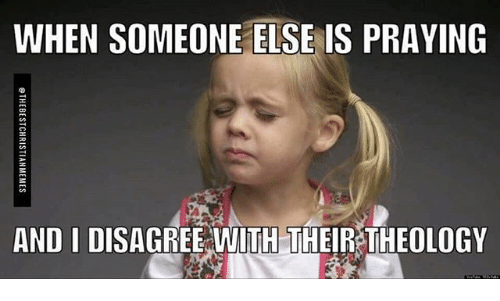 WHEN SOMEONE ELSE IS PRAYING
@THEBESTCHRISTIANMEMES
AND I DISAGREE WITH THEIR THEOLOGY